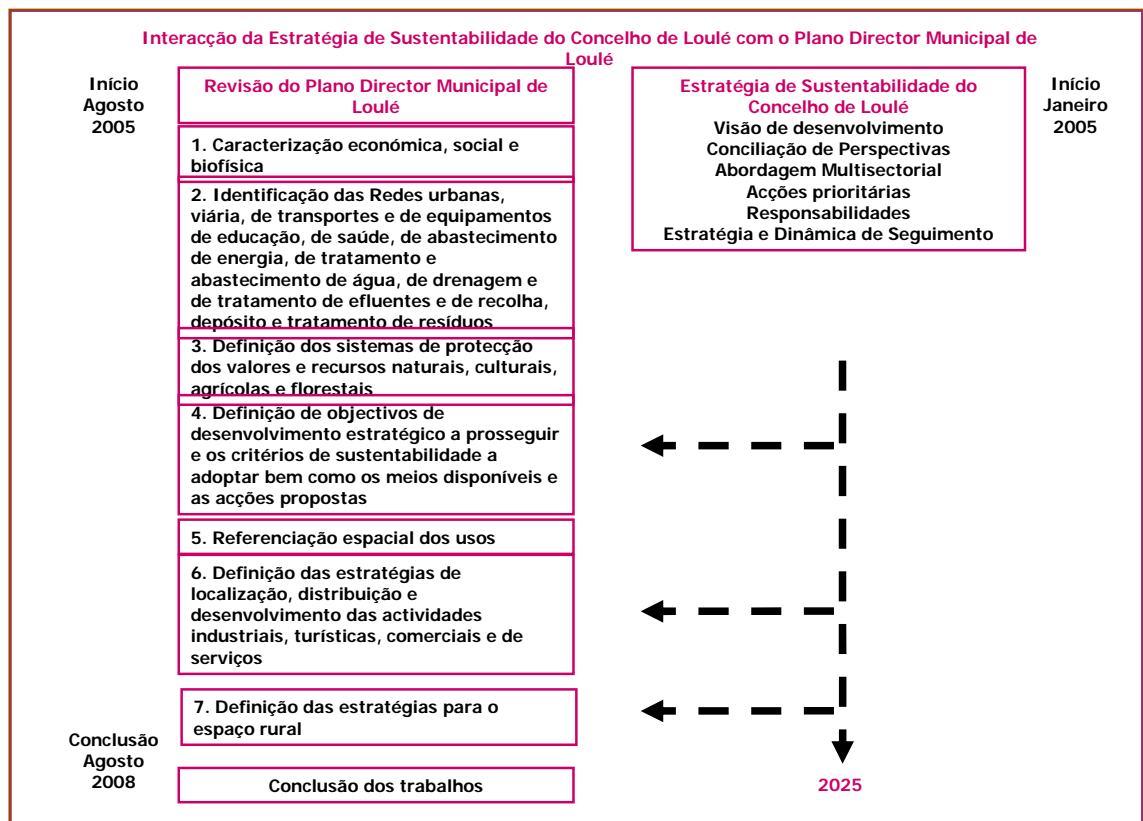 Interacção da Estratégia de Sustentabilidade do Concelho de Loulé com o Plano Director Municipal de
Loulé
Início
Agosto
2005
Revisão do Plano Director Municipal de
Loulé
1. Caracterização económica, social e
biofísica
2. Identificação das Redes urbanas,
viária, de transportes e de equipamentos
de educação, de saúde, de abastecimento
de energia, de tratamento e
abastecimento de água, de drenagem e
de tratamento de efluentes e de recolha,
depósito e tratamento de resíduos
3. Definição dos sistemas de protecção
dos valores e recursos naturais, culturais,
agrícolas e florestais
4. Definição de objectivos de
desenvolvimento estratégico a prosseguir
e os critérios de sustentabilidade a
adoptar bem como os meios disponíveis e
as acções propostas
5. Referenciação espacial dos usos
6. Definição das estratégias de
localização, distribuição e
desenvolvimento das actividades
industriais, turísticas, comerciais e de
serviços
7. Definição das estratégias para o
espaço rural
Conclusão
Agosto
2008
Conclusão dos trabalhos
Estratégia de Sustentabilidade do
Concelho de Loulé
Visão de desenvolvimento
Conciliação de Perspectivas
Abordagem Multisectorial
Acções prioritárias
Responsabilidades
Estratégia e Dinâmica de Seguimento
Início
Janeiro
2005
2025